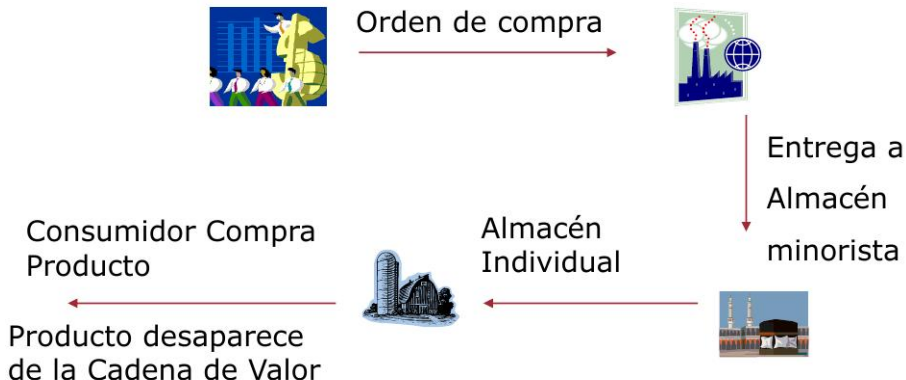 Orden de compra
Entrega a
Almacén
minorista
Almacén
Individual
Consumidor Compra
Producto
Producto desaparece
de la Cadena de Valor